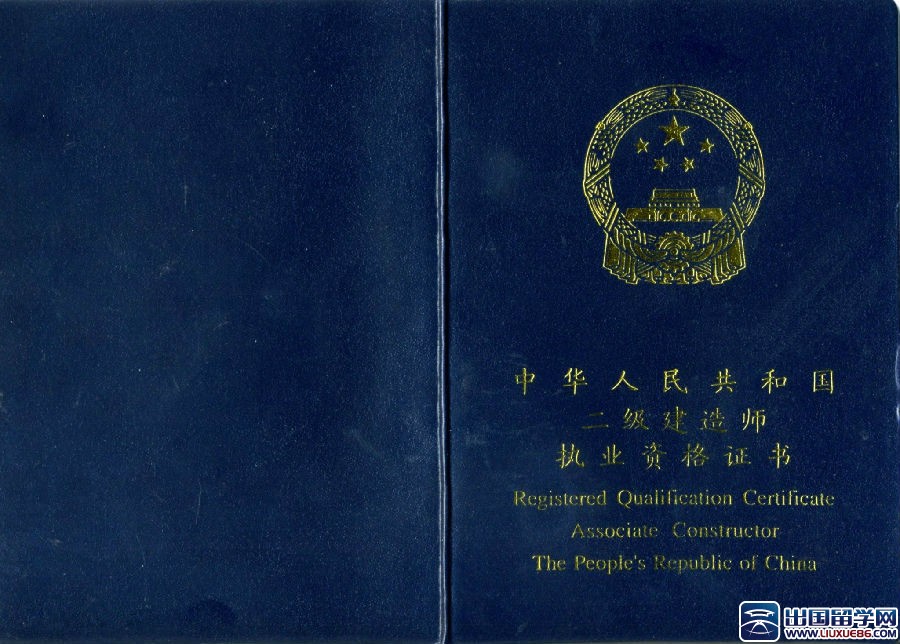 中华人民共和国
二级建造师
执业资格证书
Registered Qualification Certificate
Associate Constructor
The People's Republic of China
出国留学网
WWW.LIUXUE86.COM